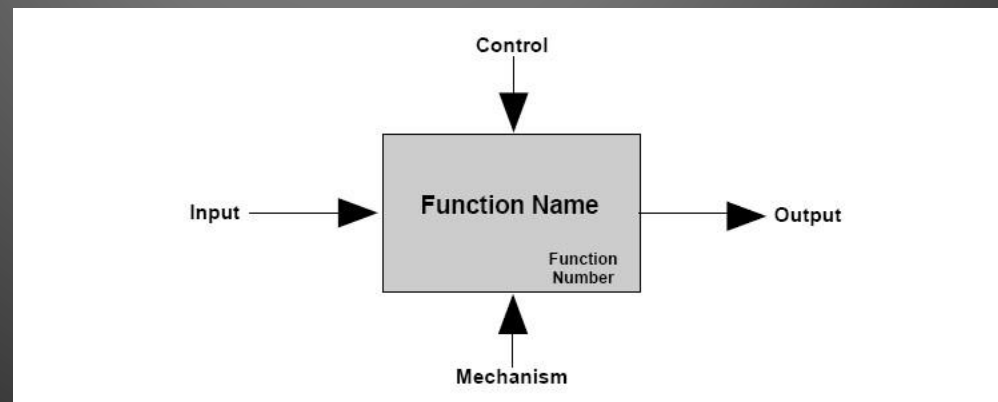 Control
Input
Function Name
Output
Function
Number
Mechanism